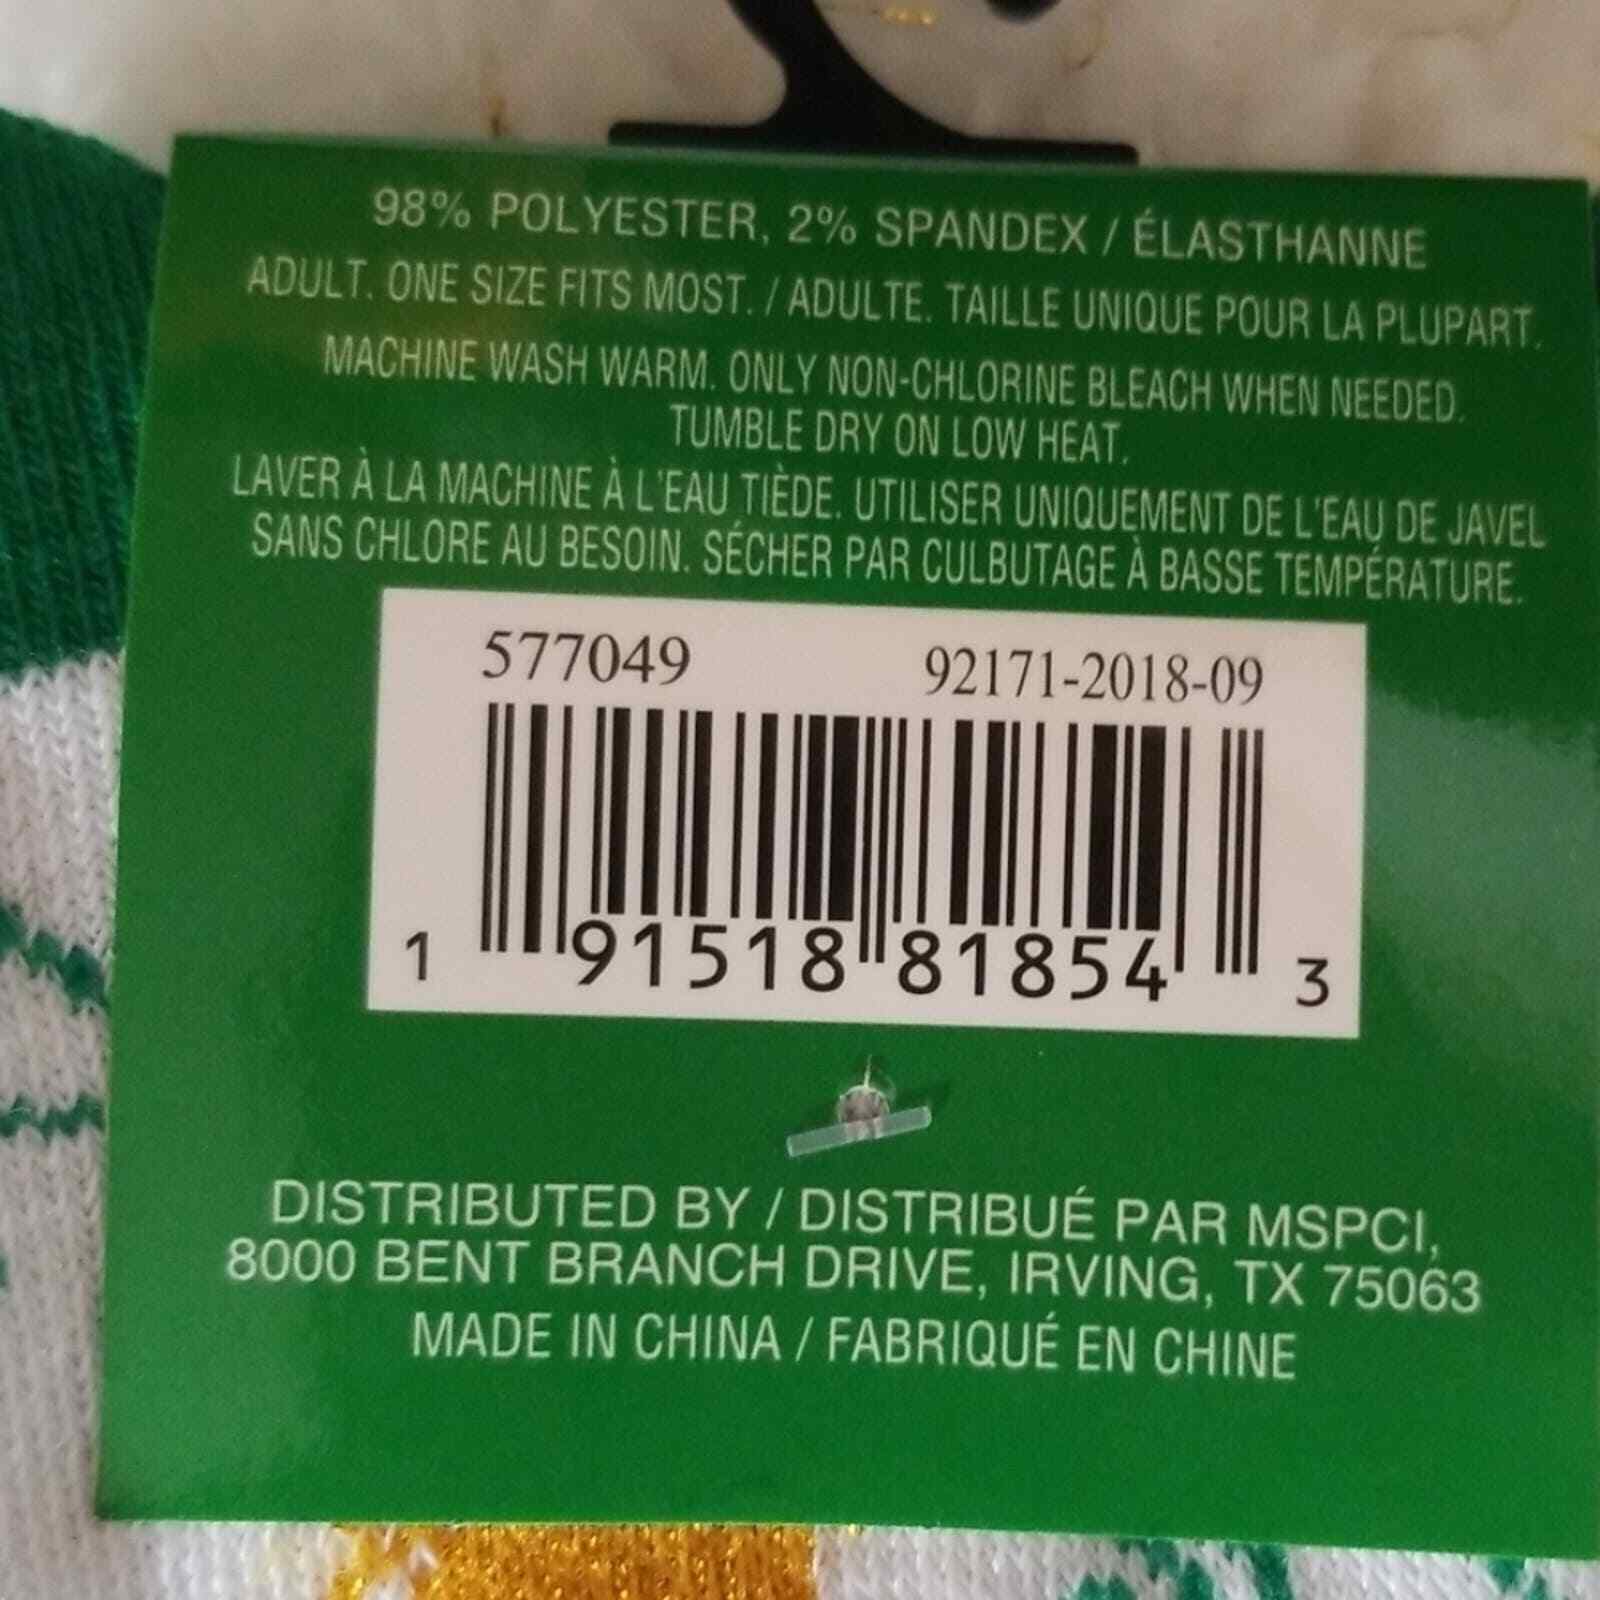 98% POLYESTER, 2% SPANDEX / ÉLASTHANNE
ADULT. ONE SIZE FITS MOST. / ADULTE. TAILLE UNIQUE POUR LA PLUPART.
MACHINE WASH WARM. ONLY NON-CHLORINE BLEACH WHEN NEEDED.
TUMBLE DRY ON LOW HEAT.
LAVER À LA MACHINE À L'EAU TIÈDE. UTILISER UNIQUEMENT DE L'EAU DE JAVEL
SANS CHLORE AU BESOIN. SÉCHER PAR CULBUTAGE À BASSE TEMPÉRATURE.
577049 92171-2018-09
1 91518 81854 3
DISTRIBUTED BY / DISTRIBUÉ PAR MSPCI,
8000 BENT BRANCH DRIVE, IRVING, TX 75063
MADE IN CHINA / FABRIQUÉ EN CHINE